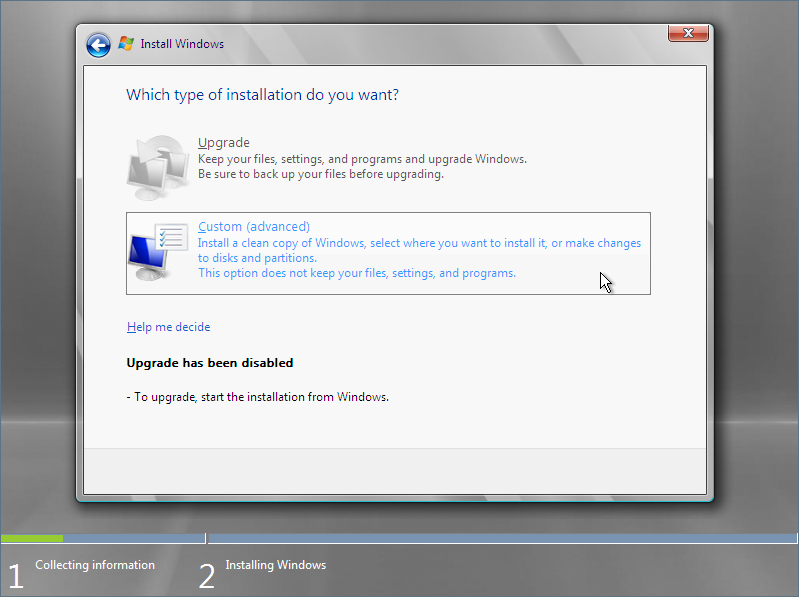 Install Windows
Which type of installation do you want?
Upgrade
Keep your files, settings, and programs and upgrade Windows.
Be sure to back up your files before upgrading.
Custom (advanced)
Install a clean copy of Windows, select where you want to install it, or make changes
to disks and partitions.
This option does not keep your files, settings, and programs.
Help me decide
Upgrade has been disabled
- To upgrade, start the installation from Windows.
1 Collecting information
2 Installing Windows